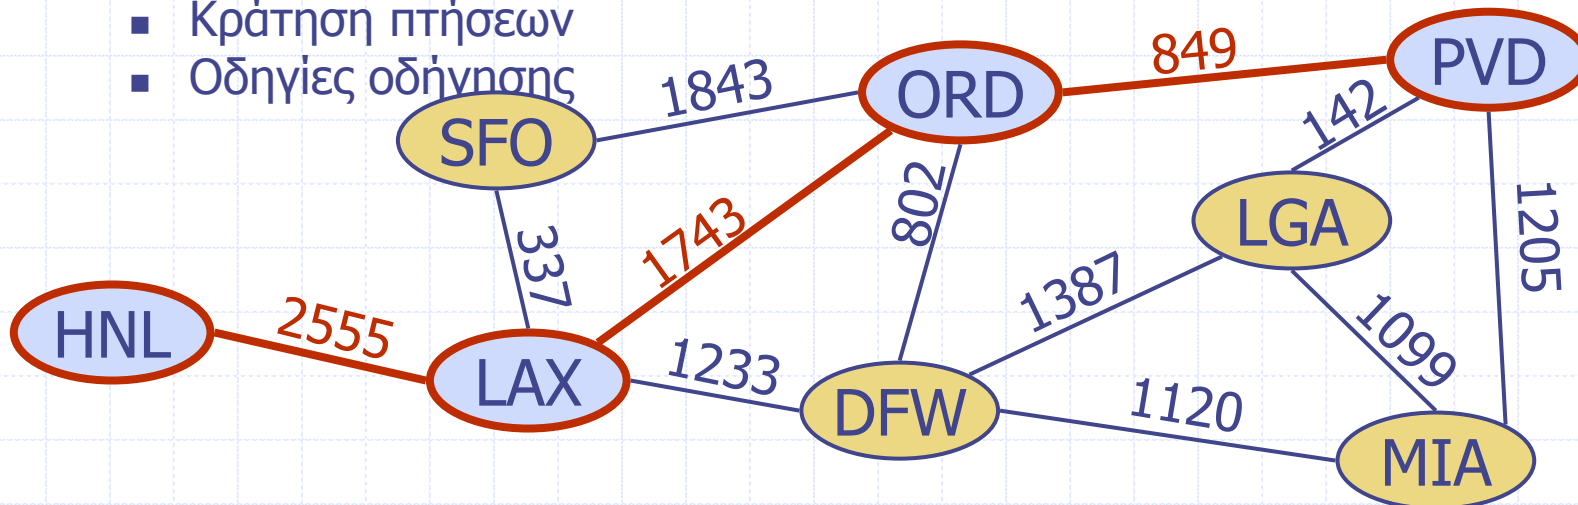 ▪ Κράτηση πτήσεων
▪ Οδηγίες οδήγησης
849
PVD
1843
ORD
142
SFO
802
LGA
1205
337
1743
1387
HNL
2555
1099
LAX
1233
DFW
1120
MIA